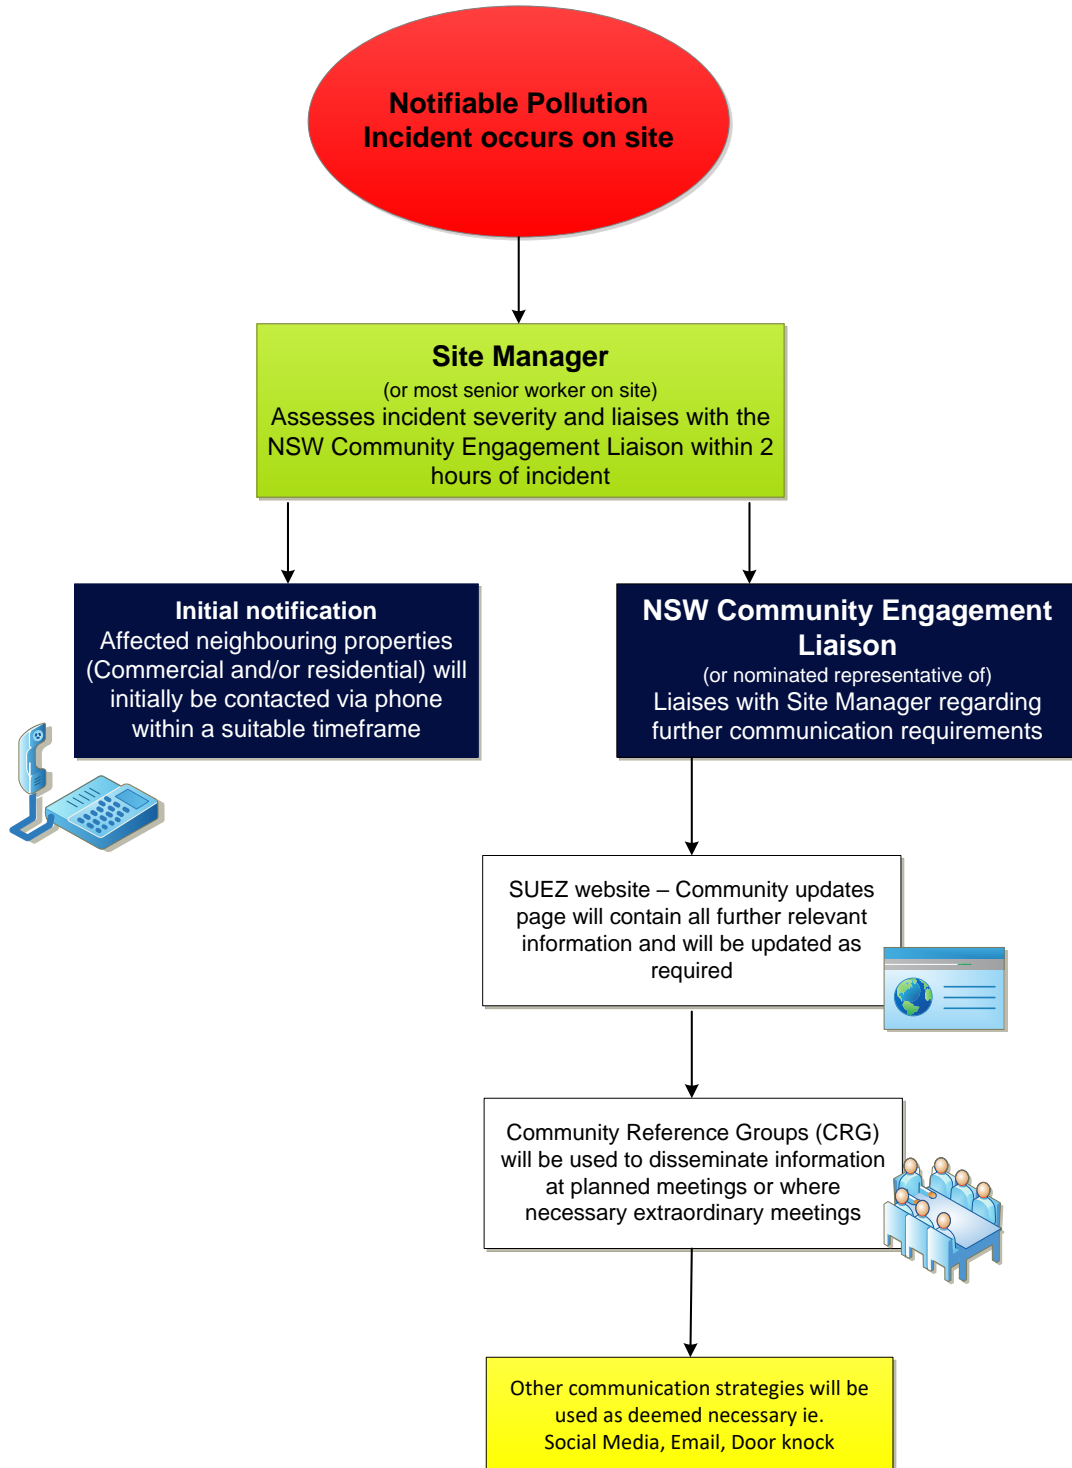 Notifiable Pollution
Incident occurs on site
Site Manager
(or most senior worker on site)
Assesses incident severity and liaises with the
NSW Community Engagement Liaison within 2
hours of incident
Initial notification
Affected neighbouring properties
(Commercial and/or residential) will
initially be contacted via phone
within a suitable timeframe
NSW Community Engagement
Liaison
(or nominated representative of)
Liaises with Site Manager regarding
further communication requirements
SUEZ website – Community updates
page will contain all further relevant
information and will be updated as
required
Community Reference Groups (CRG)
will be used to disseminate information
at planned meetings or where
necessary extraordinary meetings
Other communication strategies will be
used as deemed necessary ie.
Social Media, Email, Door knock